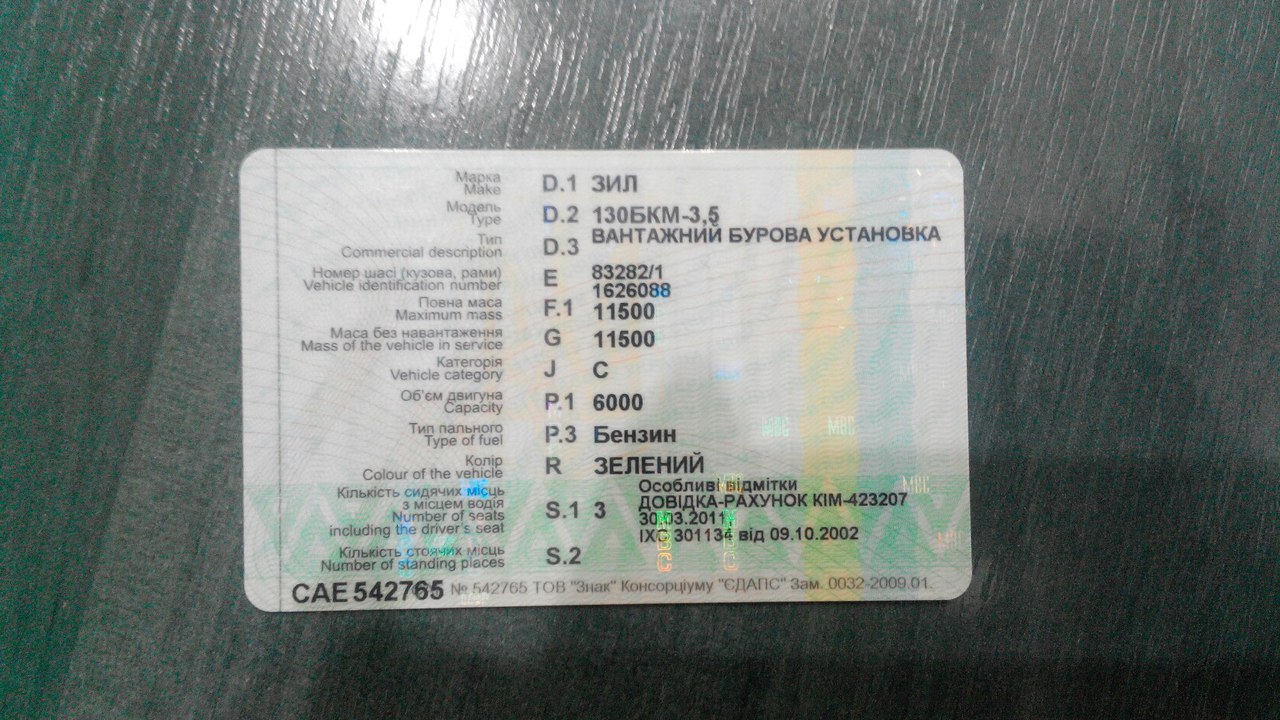 Марка
Make
D.1 ЗИЛ
Модель
Type
D.2 130БКМ-3,5
Тип
Commercial description
D.3 ВАНТАЖНИЙ БУРОВА УСТАНОВКА
Номер шасі (кузова, рами)
Vehicle identification number
E 83282/1
1626088
Повна маса
Maximum mass
F.1 11500
Маса без навантаження
Mass of the vehicle in service
G 11500
Категорія
Vehicle category
J C
Об'єм двигуна
Capacity
P.1 6000
Тип пального
Type of fuel
P.3 Бензин
Колір
Colour of the vehicle
R ЗЕЛЕНИЙ
Кількість сидячих місць
з місцем водія
Number of seats
including the driver's seat
S.1 3
Особливі відмітки
ДОВІДКА-РАХУНОК КІМ-423207
30.03.2011
ІХС 301134 від 09.10.2002
Кількість стоячих місць
Number of standing places
S.2
САЕ 542765 № 542765 ТОВ "Знак" Консорціуму "ЄДАПС" Зам. 0032-2009.01.